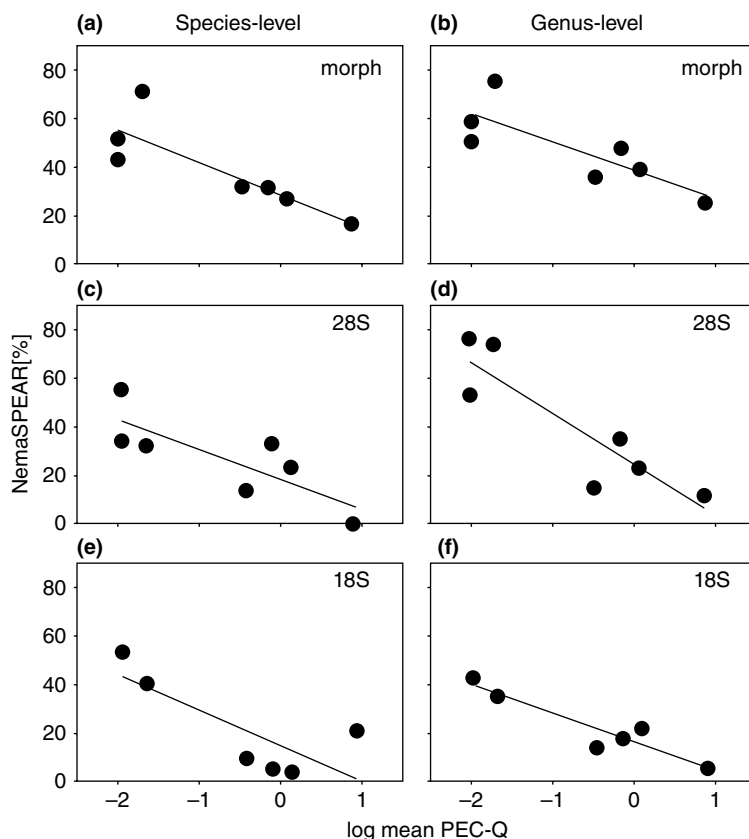 (a) Species-level (b) Genus-level
morph morph
80 60 40 20 0
(c) (d)
28S 28S
80 60 40 20 0
(e) (f)
18S 18S
80 60 40 20 0
NemaSPEAR[%]
−2 −1 0 1 −2 −1 0 1
log mean PEC-Q